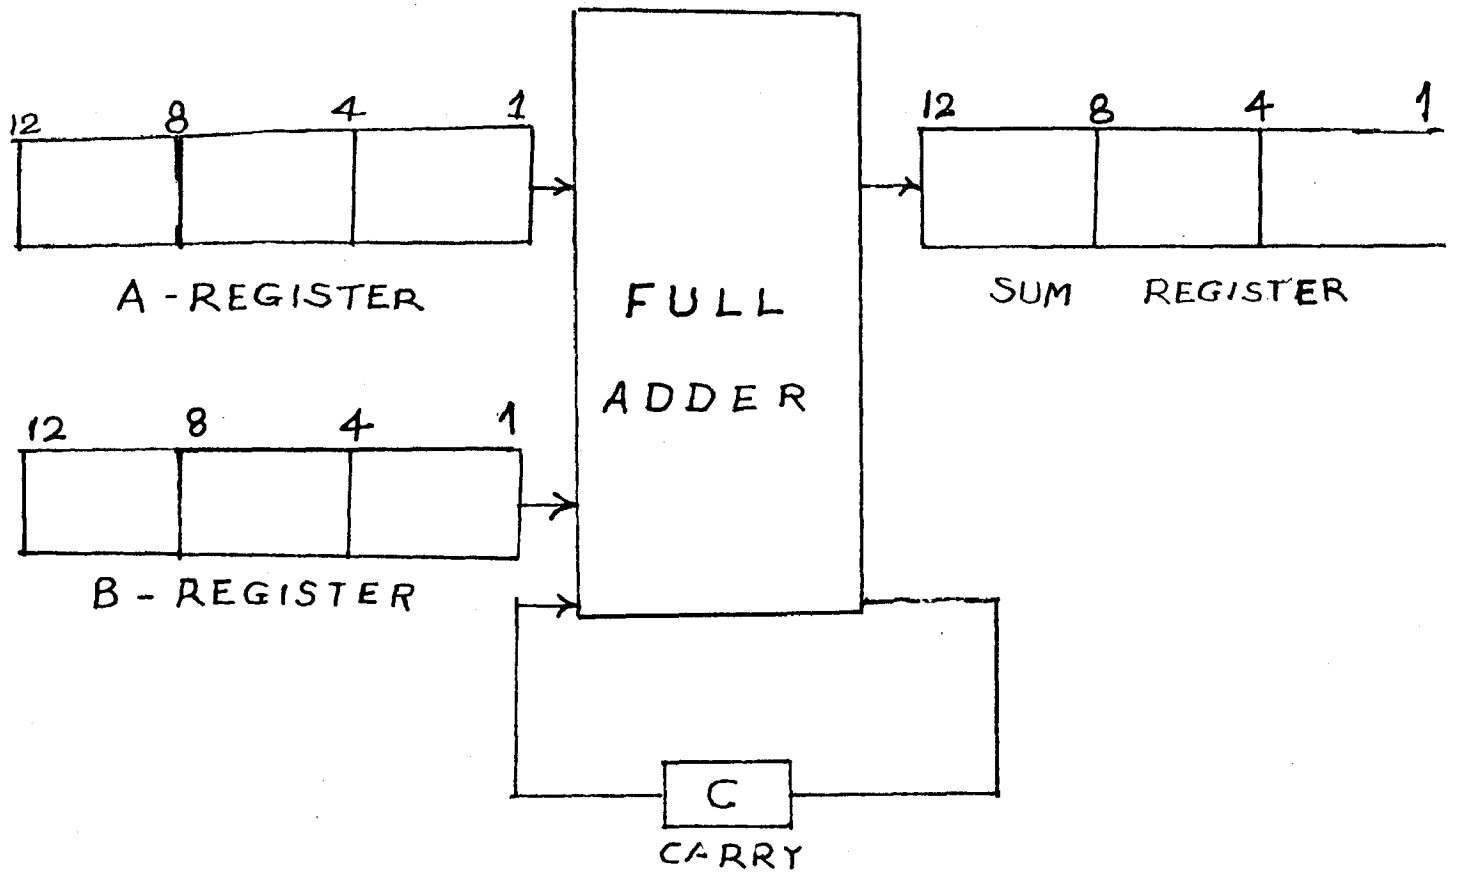 12 8 4 1
A - REGISTER
12 8 4 1
B - REGISTER
FULL
ADDER
12 8 4 1
SUM REGISTER
C
CARRY